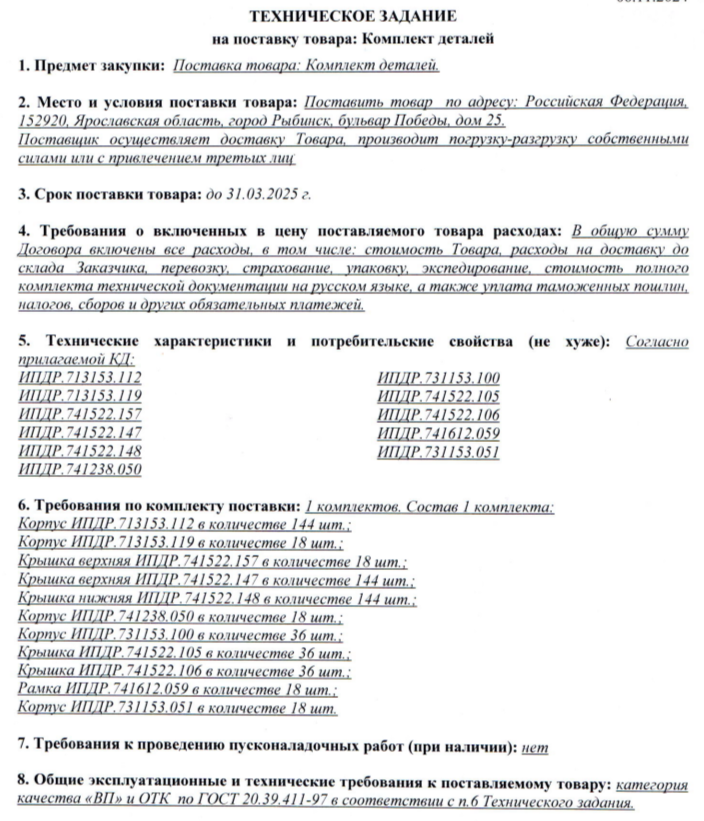 ТЕХНИЧЕСКОЕ ЗАДАНИЕ
на поставку товара: Комплект деталей
1. Предмет закупки: Поставка товара: Комплект деталей.
2. Место и условия поставки товара: Поставить товар по адресу: Российская Федерация,
152920, Ярославская область, город Рыбинск, бульвар Победы, дом 25.
Поставщик осуществляет доставку Товара, производит погрузку-разгрузку собственными
силами или с привлечением третьих лиц
3. Срок поставки товара: до 31.03.2025 г.
4. Требования о включенных в цену поставляемого товара расходах: В общую сумму
Договора включены все расходы, в том числе: стоимость Товара, расходы на доставку до
склада Заказчика, перевозку, страхование, упаковку, экспедирование, стоимость полного
комплекта технической документации на русском языке, а также уплата таможенных пошлин,
налогов, сборов и других обязательных платежей.
5. Технические характеристики и потребительские свойства (не хуже): Согласно
прилагаемой КД:
ИПДР.713153.112 ИПДР.731153.100
ИПДР.713153.119 ИПДР.741522.105
ИПДР.741522.157 ИПДР.741522.106
ИПДР.741522.147 ИПДР.741612.059
ИПДР.741522.148 ИПДР.731153.051
ИПДР.741238.050
6. Требования по комплекту поставки: 1 комплектов. Состав 1 комплекта:
Корпус ИПДР.713153.112 в количестве 144 шт.;
Корпус ИПДР.713153.119 в количестве 18 шт.;
Крышка верхняя ИПДР.741522.157 в количестве 18 шт.;
Крышка верхняя ИПДР.741522.147 в количестве 144 шт.;
Крышка нижняя ИПДР.741522.148 в количестве 144 шт.;
Корпус ИПДР.741238.050 в количестве 18 шт.;
Корпус ИПДР.731153.100 в количестве 36 шт.;
Крышка ИПДР.741522.105 в количестве 36 шт.;
Крышка ИПДР.741522.106 в количестве 36 шт.;
Рамка ИПДР.741612.059 в количестве 18 шт.;
Корпус ИПДР.731153.051 в количестве 18 шт.
7. Требования к проведению пусконаладочных работ (при наличии): нет
8. Общие эксплуатационные и технические требования к поставляемому товару: категория
качества «ВП» и ОТК по ГОСТ 20.39.411-97 в соответствии с п.6 Технического задания.